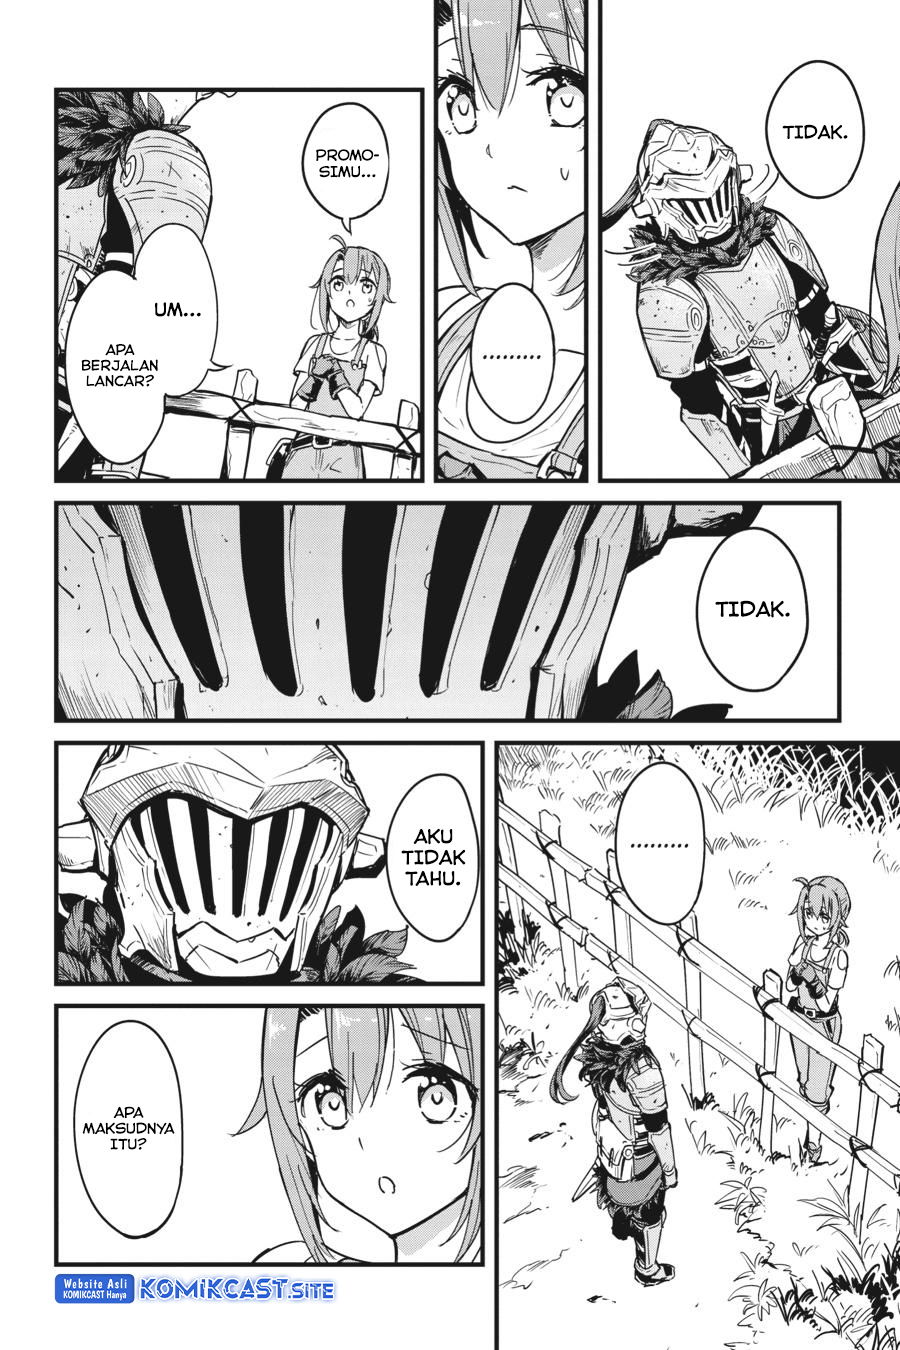 TIDAK.
..........
PROMO-
SIMU...
UM...
APA
BERJALAN
LANCAR?
TIDAK.
..........
AKU
TIDAK
TAHU.
APA
MAKSUDNYA
ITU?
Website Asli
KOMIKCAST Hanya
KOMIKCAST.SITE